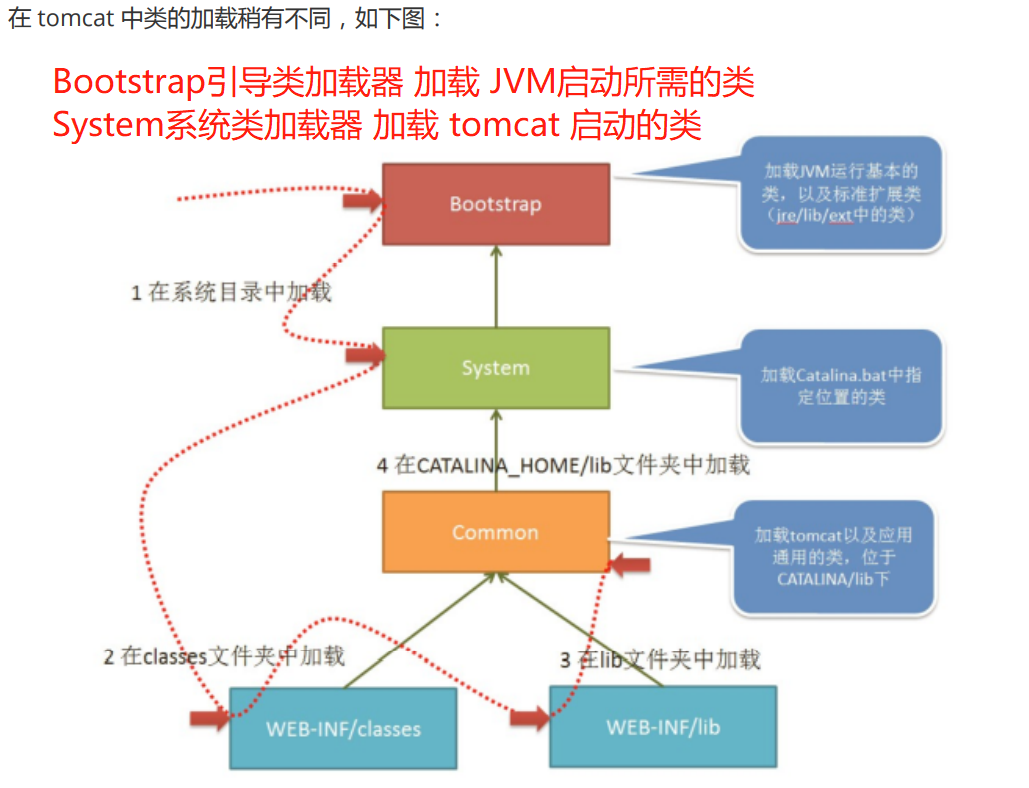 在 tomcat 中类的加载稍有不同，如下图：
Bootstrap引导类加载器 加载 JVM启动所需的类
System系统类加载器 加载 tomcat 启动的类
Bootstrap
加载JVM运行基本的
类，以及标准扩展类
（jre/lib/ext中的类）
1 在系统目录中加载
System
加载Catalina.bat中指
定位置的类
4 在CATALINA_HOME/lib文件夹中加载
Common
加载tomcat以及应用
通用的类，位于
CATALINA/lib下
2 在classes文件夹中加载
3 在lib文件夹中加载
WEB-INF/classes
WEB-INF/lib